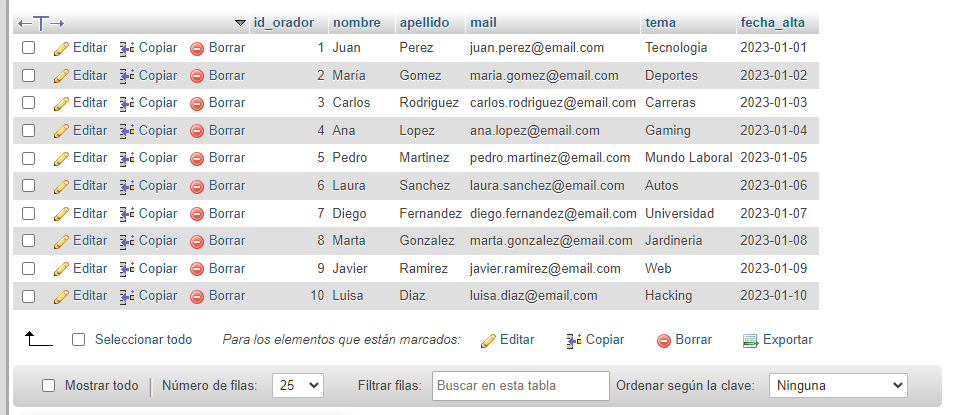 id_orador nombre apellido mail tema fecha_alta
Editar Copiar Borrar 1 Juan Perez juan.perez@email.com Tecnologia 2023-01-01
Editar Copiar Borrar 2 María Gomez maria.gomez@email.com Deportes 2023-01-02
Editar Copiar Borrar 3 Carlos Rodriguez carlos.rodriguez@email.com Carreras 2023-01-03
Editar Copiar Borrar 4 Ana Lopez ana.lopez@email.com Gaming 2023-01-04
Editar Copiar Borrar 5 Pedro Martinez pedro.martinez@email.com Mundo Laboral 2023-01-05
Editar Copiar Borrar 6 Laura Sanchez laura.sanchez@email.com Autos 2023-01-06
Editar Copiar Borrar 7 Diego Fernandez diego.fernandez@email.com Universidad 2023-01-07
Editar Copiar Borrar 8 Marta Gonzalez marta.gonzalez@email.com Jardineria 2023-01-08
Editar Copiar Borrar 9 Javier Ramirez javier.ramirez@email.com Web 2023-01-09
Editar Copiar Borrar 10 Luisa Diaz luisa.diaz@email.com Hacking 2023-01-10
Seleccionar todo Para los elementos que están marcados: Editar Copiar Borrar Exportar
Mostrar todo Número de filas: 25 Filtrar filas: Buscar en esta tabla Ordenar según la clave: Ninguna